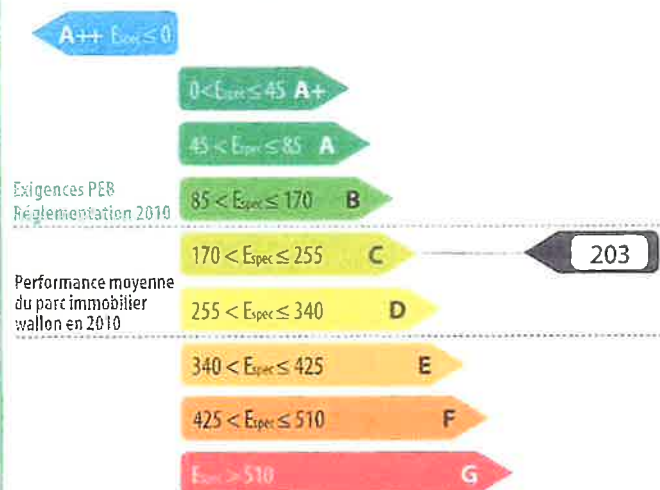 A++ Espec ≤ 0
0 < Espec ≤ 45 A+
45 < Espec ≤ 85 A
Exigences PEB
Réglementation 2010
85 < Espec ≤ 170 B
170 < Espec ≤ 255 C
203
Performance moyenne
du parc immobilier
wallon en 2010
255 < Espec ≤ 340 D
340 < Espec ≤ 425 E
425 < Espec ≤ 510 F
Espec > 510 G